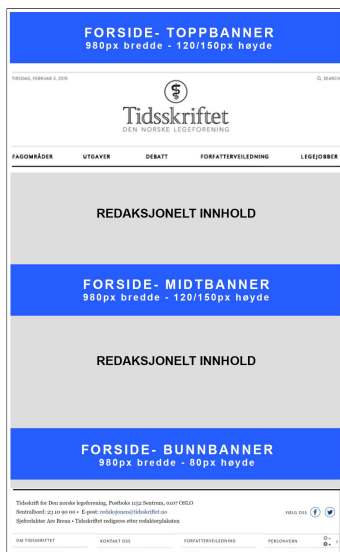 FORSIDE- TOPPBANNER
980px bredde - 120/150px høyde
TIRSDAG, FEBRUAR 2, 2015
SEARCH
Tidsskriftet
DEN NORSKE LEGEFORENING
FAGOMRÅDER UTGAVER DEBATT FORFATTERVEILEDNING LEGEJOBBER
REDAKSJONELT INNHOLD
FORSIDE- MIDTBANNER
980px bredde - 120/150px høyde
REDAKSJONELT INNHOLD
FORSIDE- BUNNBANNER
980px bredde - 80px høyde
Tidsskrift for Den norske legeforening, Postboks 1152 Sentrum, 0107 OSLO
Sentralbord: 23 10 90 00 • E-post: redaksjonen@tidsskriftet.no
Sjefredaktør Are Brean • Tidsskriftet redigeres etter redaktørplakaten
FØLG OSS
OM TIDSSKRIFTET KONTAKT OSS FORFATTERVEILEDNING PERSONVERN